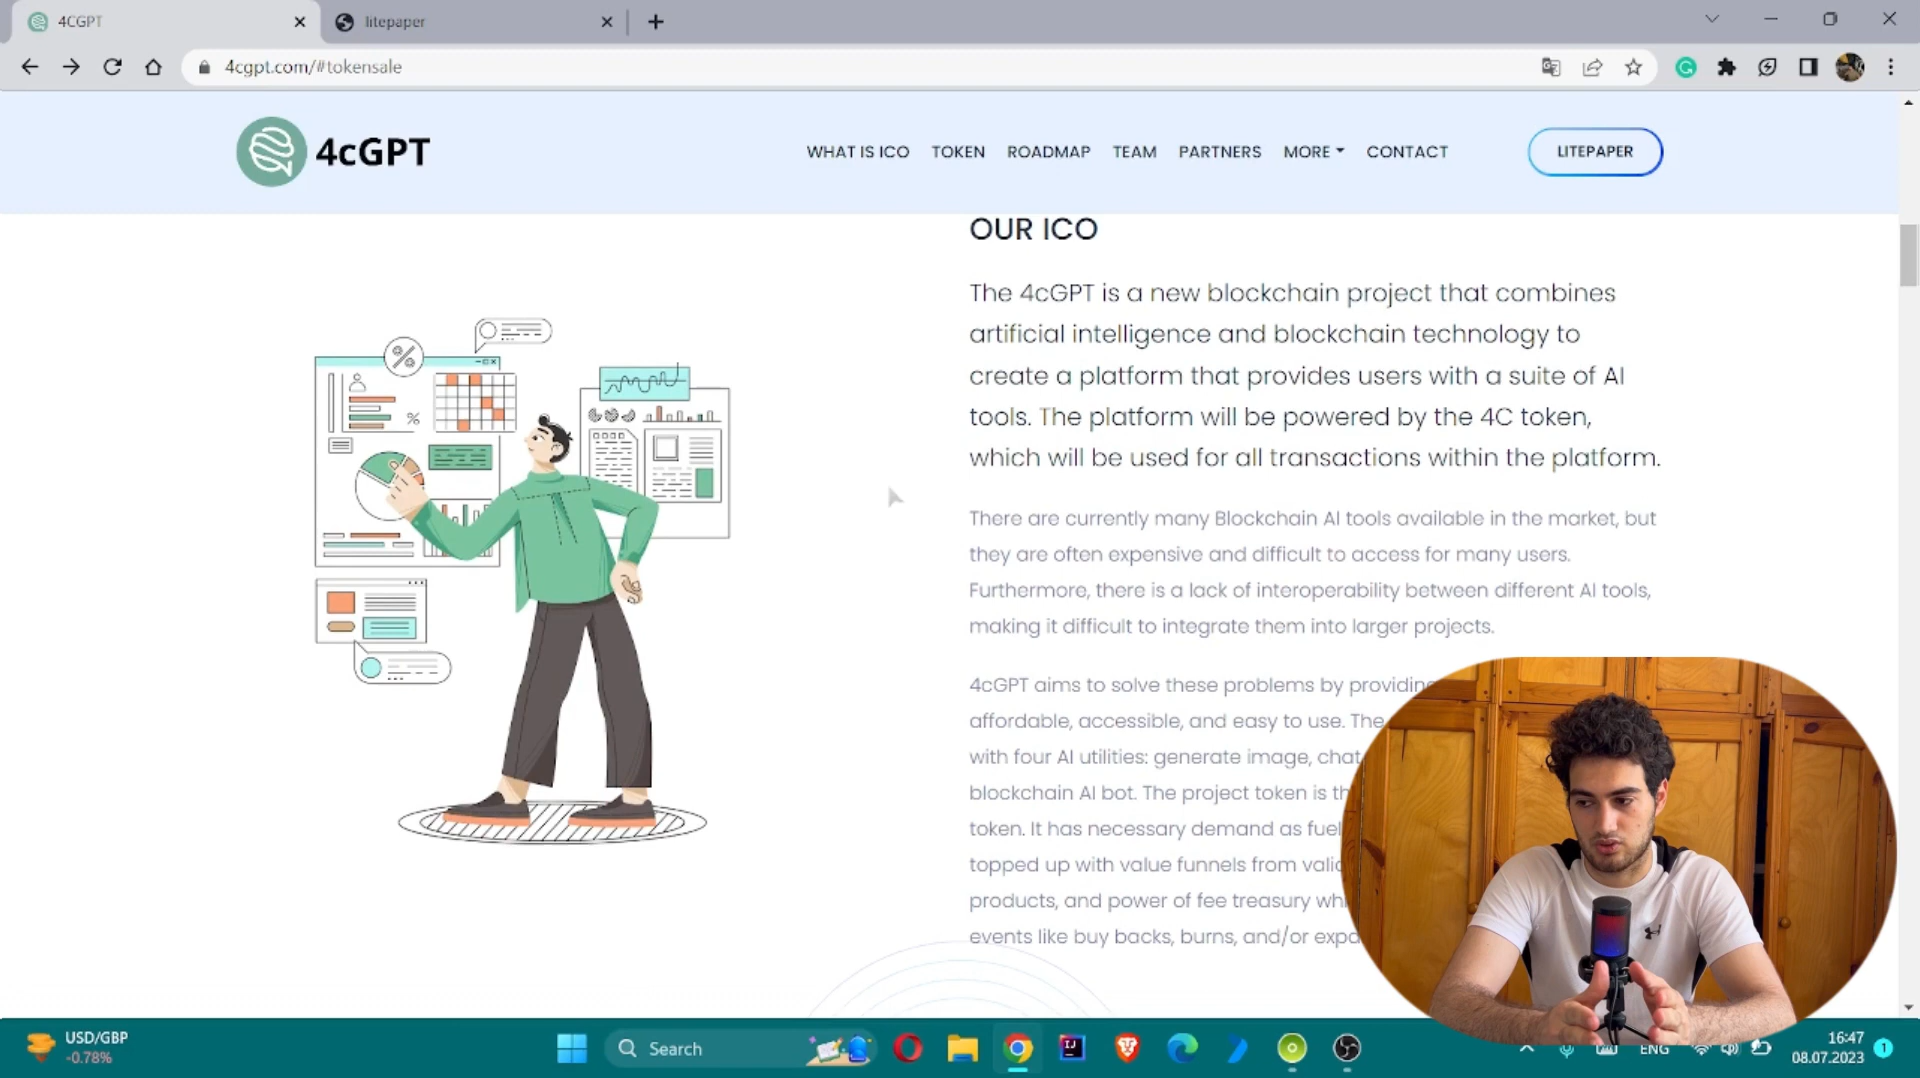 4CGPT
litepaper
4cgpt.com/#tokensale
4cGPT
WHAT IS ICO
TOKEN
ROADMAP
TEAM
PARTNERS
MORE
CONTACT
LITEPAPER
OUR ICO
The 4cGPT is a new blockchain project that combines
artificial intelligence and blockchain technology to
create a platform that provides users with a suite of AI
tools. The platform will be powered by the 4C token,
which will be used for all transactions within the platform.
There are currently many Blockchain AI tools available in the market, but
they are often expensive and difficult to access for many users.
Furthermore, there is a lack of interoperability between different AI tools,
making it difficult to integrate them into larger projects.
4cGPT aims to solve these problems by providing
affordable, accessible, and easy to use. The
with four AI utilities: generate image, chat
blockchain AI bot. The project token is
token. It has necessary demand as fuel
topped up with value funnels from
products, and power of fee treasury
events like buy backs, burns, and/or
%
%
USD/GBP
-0.78%
Search
IJ
ENG
16:47
08.07.2023
1